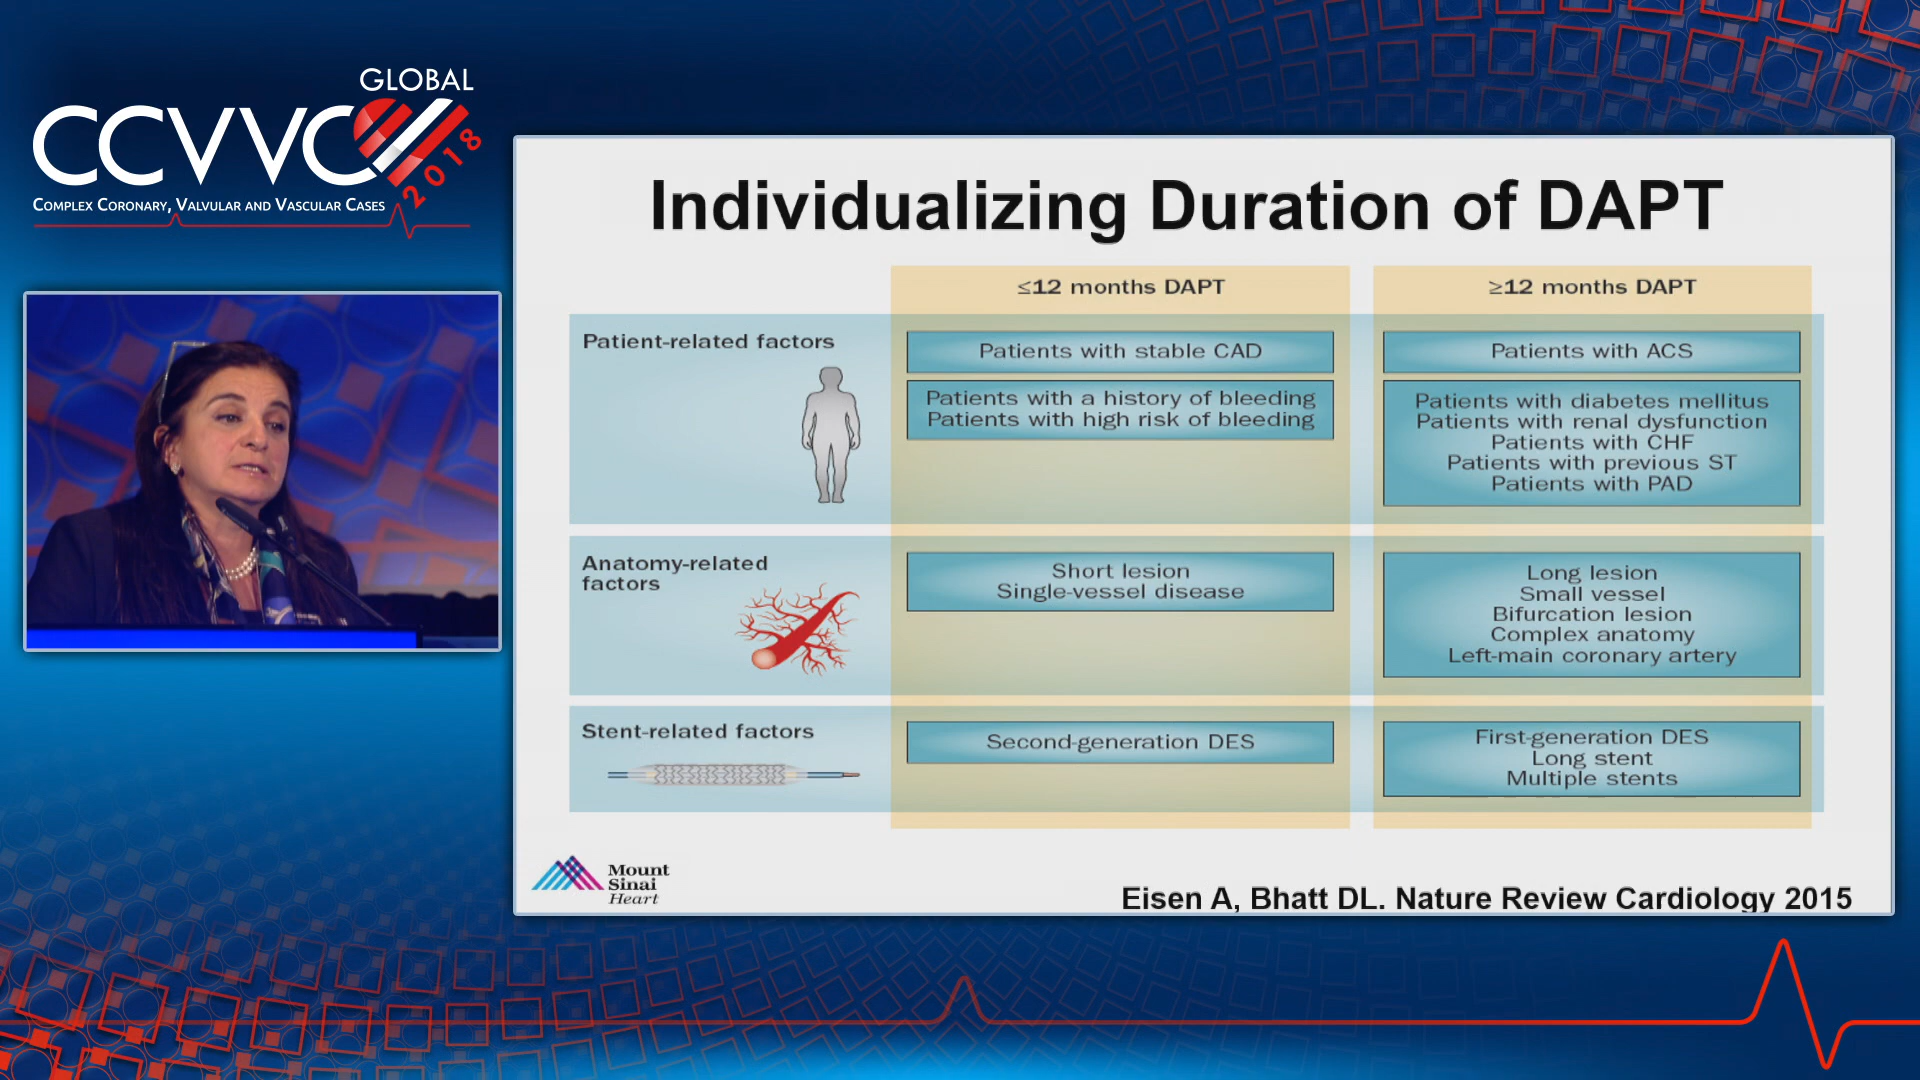 GLOBAL
CCVVC
2018
COMPLEX CORONARY, VALVULAR AND VASCULAR CASES
Individualizing Duration of DAPT
≤12 months DAPT
≥12 months DAPT
Patient-related factors
Patients with stable CAD
Patients with a history of bleeding
Patients with high risk of bleeding
Patients with ACS
Patients with diabetes mellitus
Patients with renal dysfunction
Patients with CHF
Patients with previous ST
Patients with PAD
Anatomy-related
factors
Short lesion
Single-vessel disease
Long lesion
Small vessel
Bifurcation lesion
Complex anatomy
Left-main coronary artery
Stent-related factors
Second-generation DES
First-generation DES
Long stent
Multiple stents
Mount
Sinai
Heart
Eisen A, Bhatt DL. Nature Review Cardiology 2015